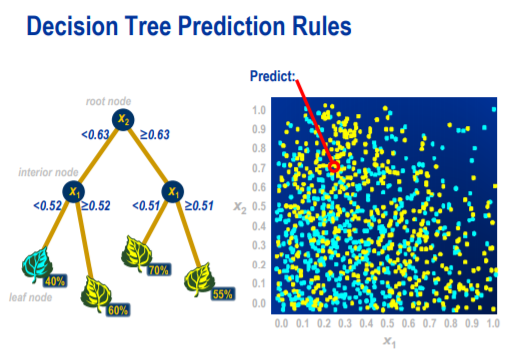 Decision Tree Prediction Rules
Predict:
root node
x₂
<0.63 ≥0.63
interior node
x₁ x₁
<0.52 ≥0.52 <0.51 ≥0.51
40% 60% 70% 55%
leaf node
x₂
1.0
0.9
0.8
0.7
0.6
0.5
0.4
0.3
0.2
0.1
0.0
0.0 0.1 0.2 0.3 0.4 0.5 0.6 0.7 0.8 0.9 1.0
x₁